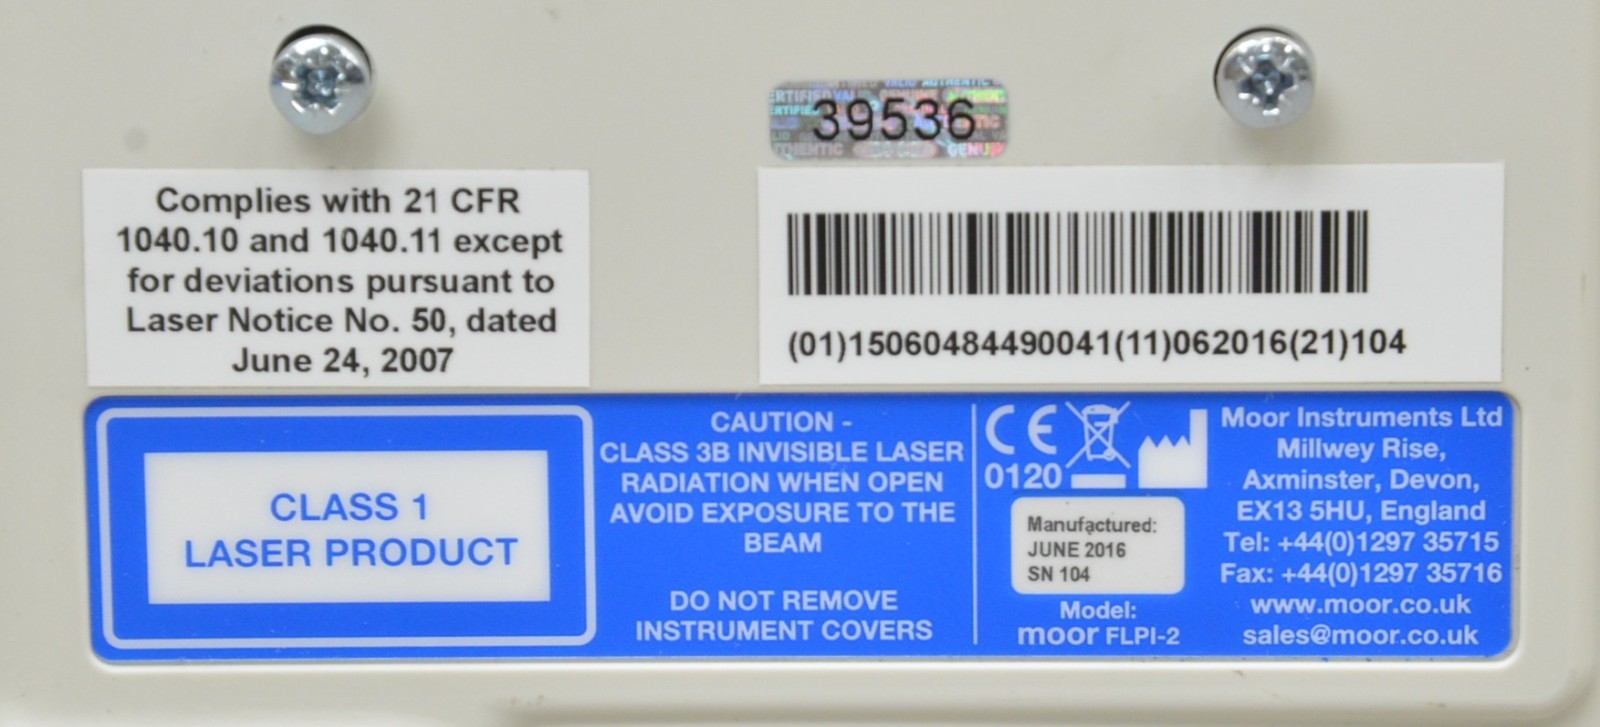 39536
Complies with 21 CFR
1040.10 and 1040.11 except
for deviations pursuant to
Laser Notice No. 50, dated
June 24, 2007
(01)15060484490041(11)062016(21)104
CLASS 1
LASER PRODUCT
CAUTION -
CLASS 3B INVISIBLE LASER
RADIATION WHEN OPEN
AVOID EXPOSURE TO THE
BEAM
DO NOT REMOVE
INSTRUMENT COVERS
CE
0120
Manufactured:
JUNE 2016
SN 104
Model:
moor FLPI-2
Moor Instruments Ltd
Millwey Rise,
Axminster, Devon,
EX13 5HU, England
Tel: +44(0)1297 35715
Fax: +44(0)1297 35716
www.moor.co.uk
sales@moor.co.uk